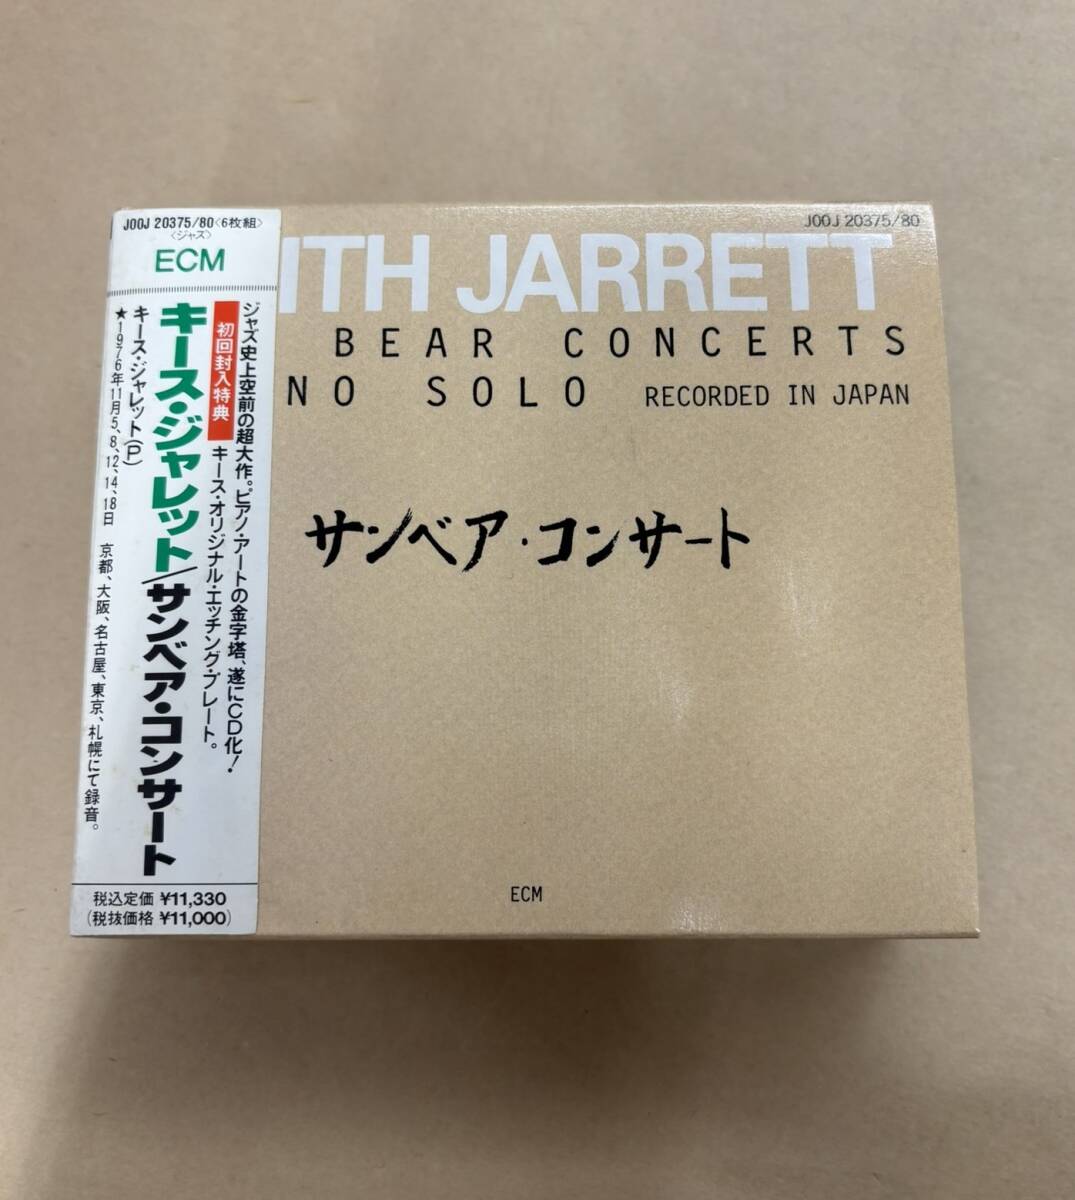 J00J 20375/80〈6枚組〉
〈ジャズ〉
ECM
ジャズ史上空前の超大作。ピアノ・アートの金字塔、遂にCD化!
初回封入特典 キース・オリジナル・エッチング・プレート。
キース・ジャレット/サンベア・コンサート
キース・ジャレット(P)
★1976年11月5、8、12、14、18日 京都、大阪、名古屋、東京、札幌にて録音。
税込定価 ¥11,330
(税抜価格 ¥11,000)
J00J 20375/80
ITH JARRETT
BEAR CONCERTS
NO SOLO RECORDED IN JAPAN
サンベア・コンサート
ECM